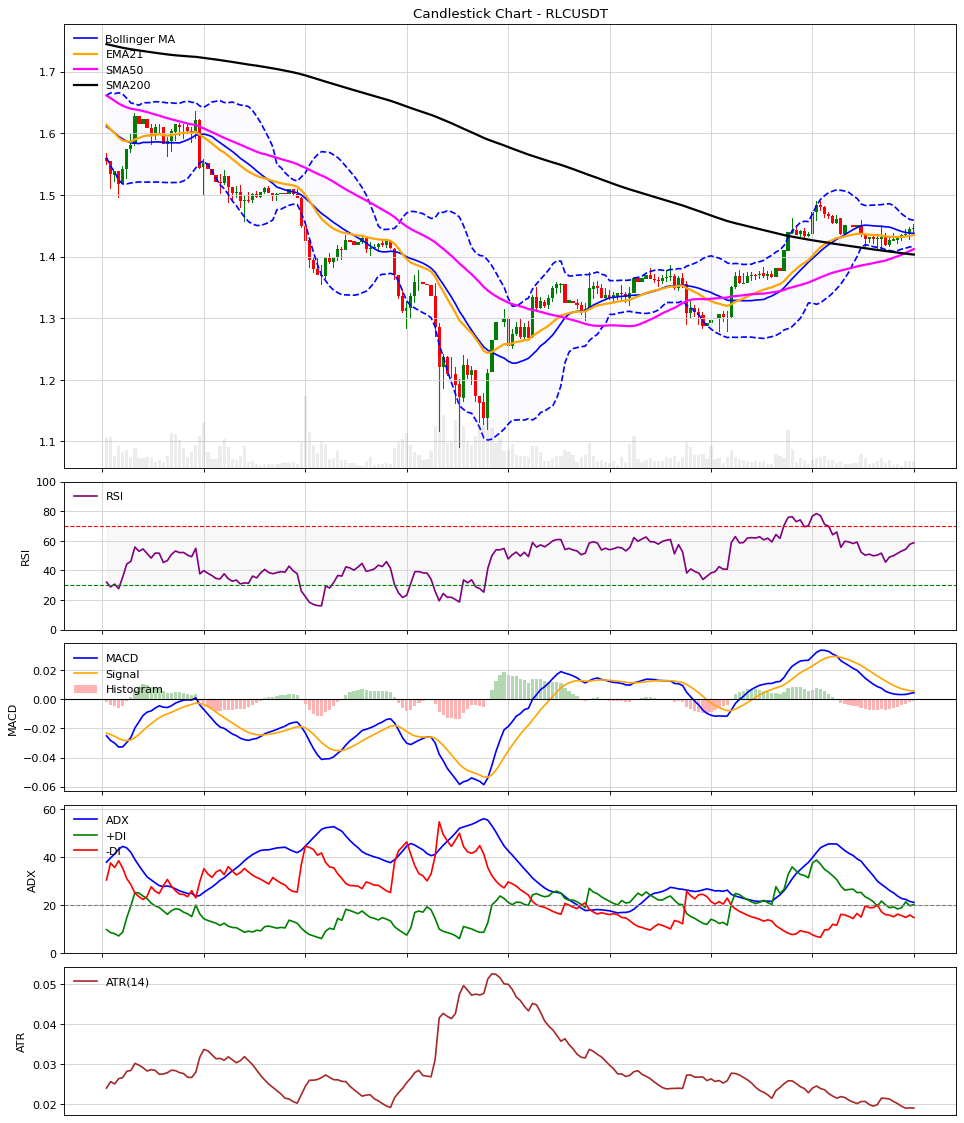 Candlestick Chart - RLCUSDT
Bollinger MA
EMA21
SMA50
SMA200
1.7
1.6
1.5
1.4
1.3
1.2
1.1
RSI
100
80
60
40
20
0
RSI
MACD
Signal
Histogram
0.02
0.00
−0.02
−0.04
−0.06
MACD
ADX
+DI
-DI
60
40
20
0
ADX
ATR(14)
0.05
0.04
0.03
0.02
ATR